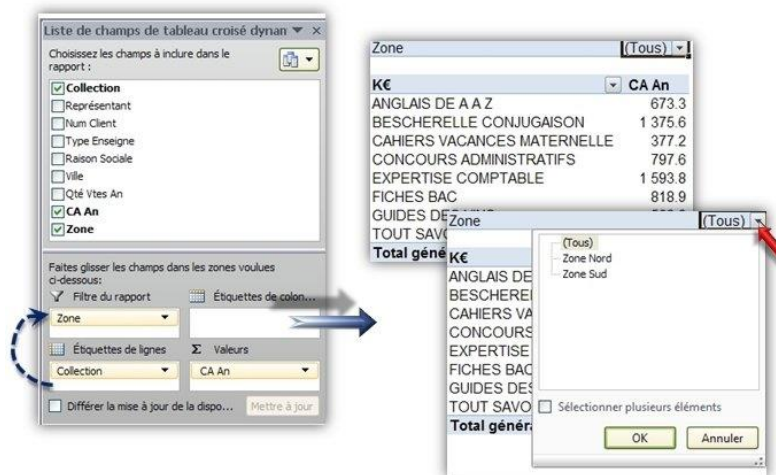 Liste de champs de tableau croisé dynam
Choisissez les champs à inclure dans le
rapport :
Collection
Représentant
Num Client
Type Enseigne
Raison Sociale
Ville
Qté Vtes An
CA An
Zone
Faites glisser les champs dans les zones voulues
ci-dessous:
Filtre du rapport
Étiquettes de colon...
Zone
Étiquettes de lignes
Σ Valeurs
Collection
CA An
Différer la mise à jour de la dispo...
Mettre à jour
Zone (Tous)
K€ CA An
ANGLAIS DE A A Z 673.3
BESCHERELLE CONJUGAISON 1 375.6
CAHIERS VACANCES MATERNELLE 377.2
CONCOURS ADMINISTRATIFS 797.6
EXPERTISE COMPTABLE 1 593.8
FICHES BAC 818.9
GUIDES DES
TOUT SAV
Total géné
Zone (Tous)
K€
ANGLAIS DE
BESCHERE
CAHIERS VA
CONCOURS
EXPERTISE
FICHES BAC
GUIDES DES
TOUT SAVO
Total généra
(Tous)
Zone Nord
Zone Sud
Sélectionner plusieurs éléments
OK
Annuler